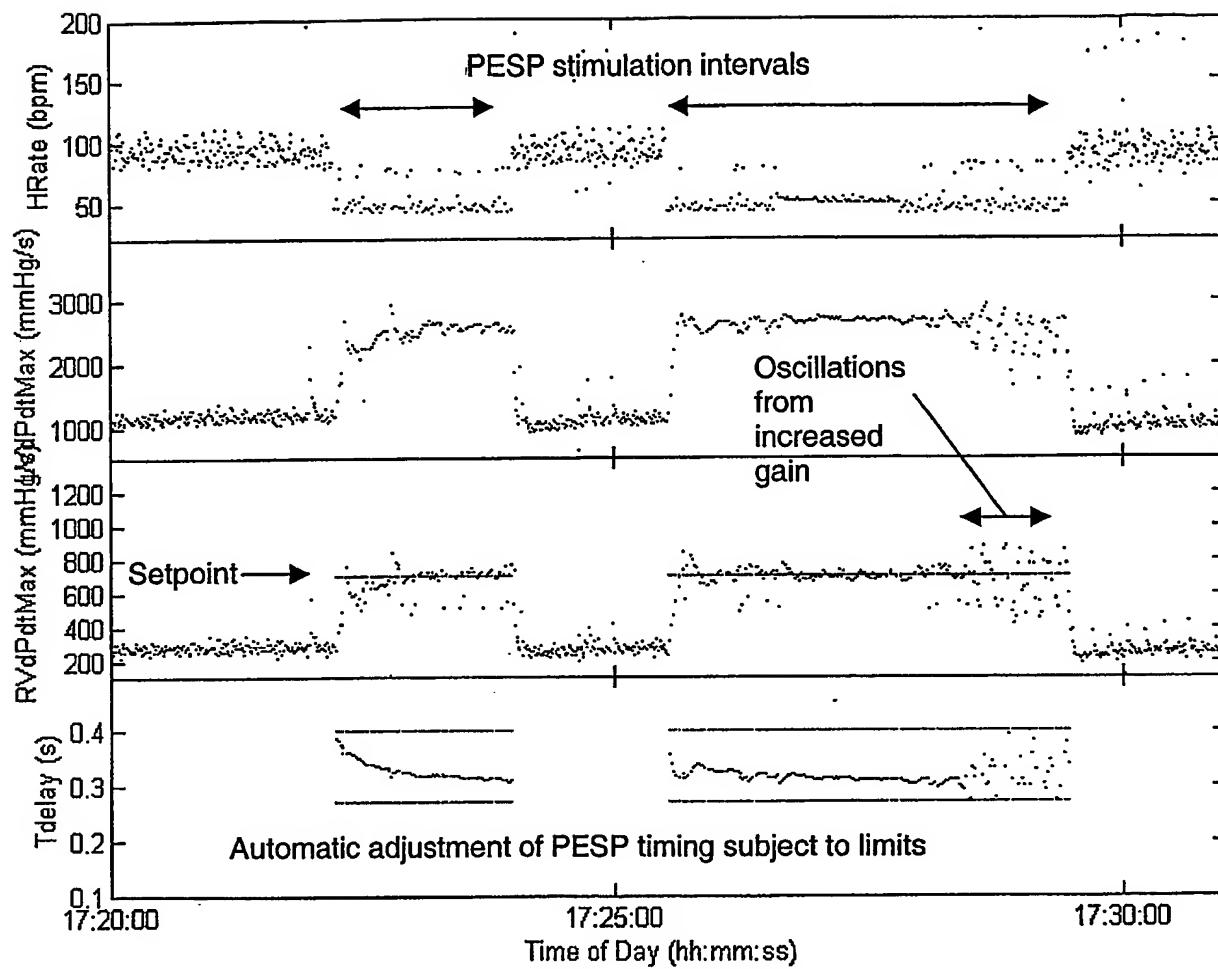 200
PESP stimulation intervals
150
100
50
HRate (bpm)
3000
2000
1000
LVdPdtMax (mmHg/s)
Oscillations
from
increased
gain
1200
1000
800
Setpoint
600
400
200
RVdPdtMax (mmHg/s)
0.4
0.3
0.2
0.1
Tdelay (s)
Automatic adjustment of PESP timing subject to limits
17:20:00
17:25:00
17:30:00
Time of Day (hh:mm:ss)